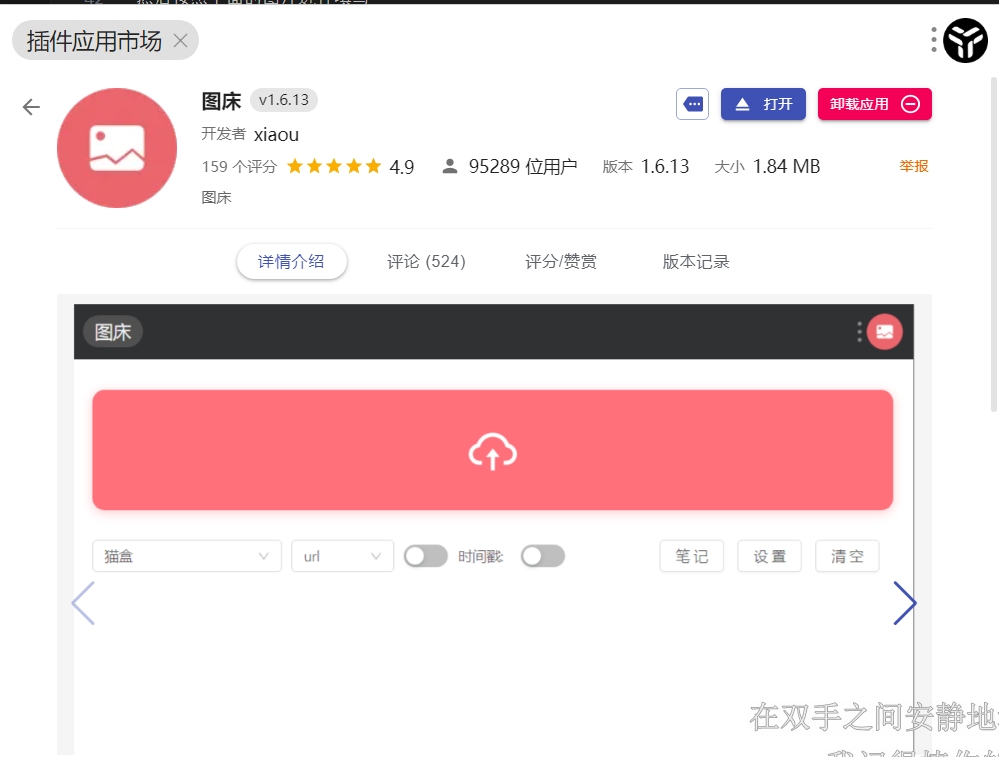 插件应用市场
图床 v1.6.13
打开
卸载应用
开发者 xiaou
159 个评分 4.9 95289 位用户 版本 1.6.13 大小 1.84 MB 举报
图床
详情介绍 评论 (524) 评分/赞赏 版本记录
图床
猫盒 url 时间戳: 笔记 设置 清空
在双手之间安静地